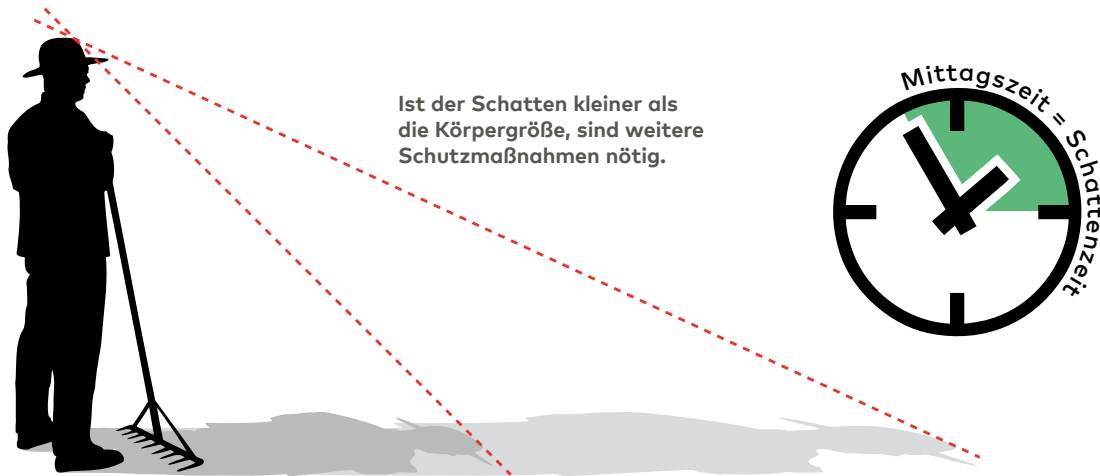 Ist der Schatten kleiner als
die Körpergröße, sind weitere
Schutzmaßnahmen nötig.
Mittagszeit = Schattenzeit